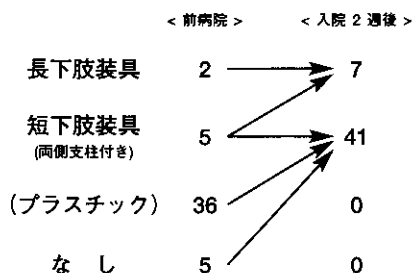 < 前病院 > < 入院 2 週後 >
長下肢装具 2 7
短下肢装具 5 41
(両側支柱付き)
(プラスチック) 36 0
な し 5 0